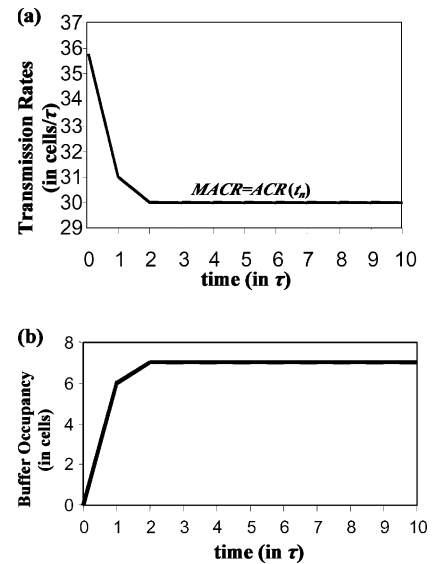 (a)
Transmission Rates
(in cells/τ)
37
36
35
34
33
32
31
30
29
MACR=ACR(tn)
0 1 2 3 4 5 6 7 8 9 10
time (in τ)
(b)
Buffer Occupancy
(in cells)
8
6
4
2
0
0 1 2 3 4 5 6 7 8 9 10
time (in τ)